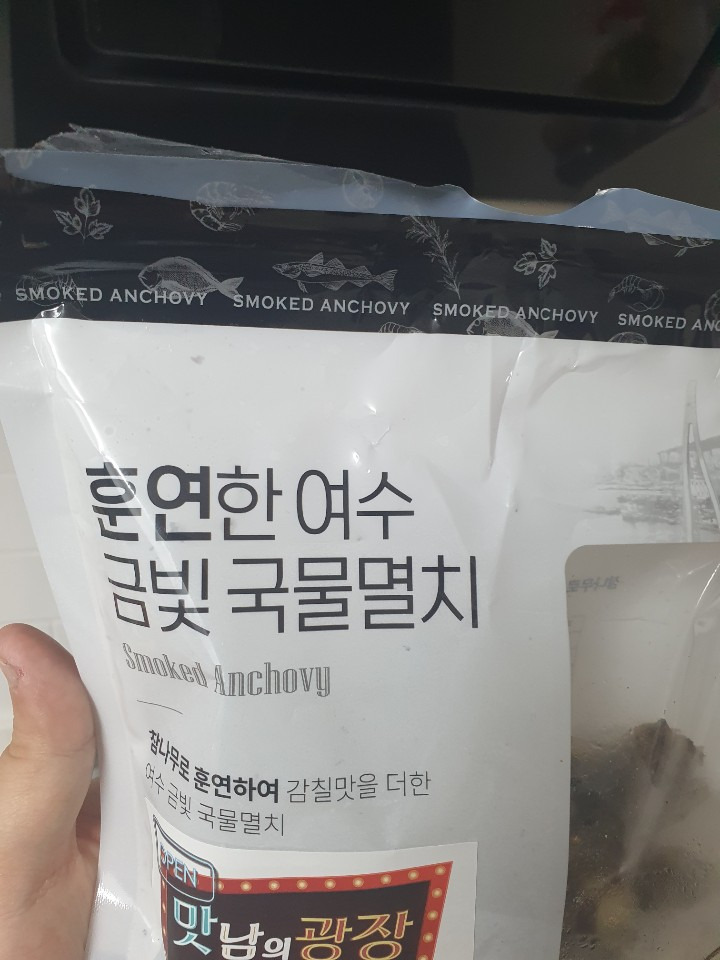 SMOKED ANCHOVY SMOKED ANCHOVY SMOKED ANCHOVY SMOKED
훈연한 여수
금빛 국물멸치
Smoked Anchovy
참나무로 훈연하여 감칠맛을 더한
여수 금빛 국물멸치
OPEN
맛남의 광장